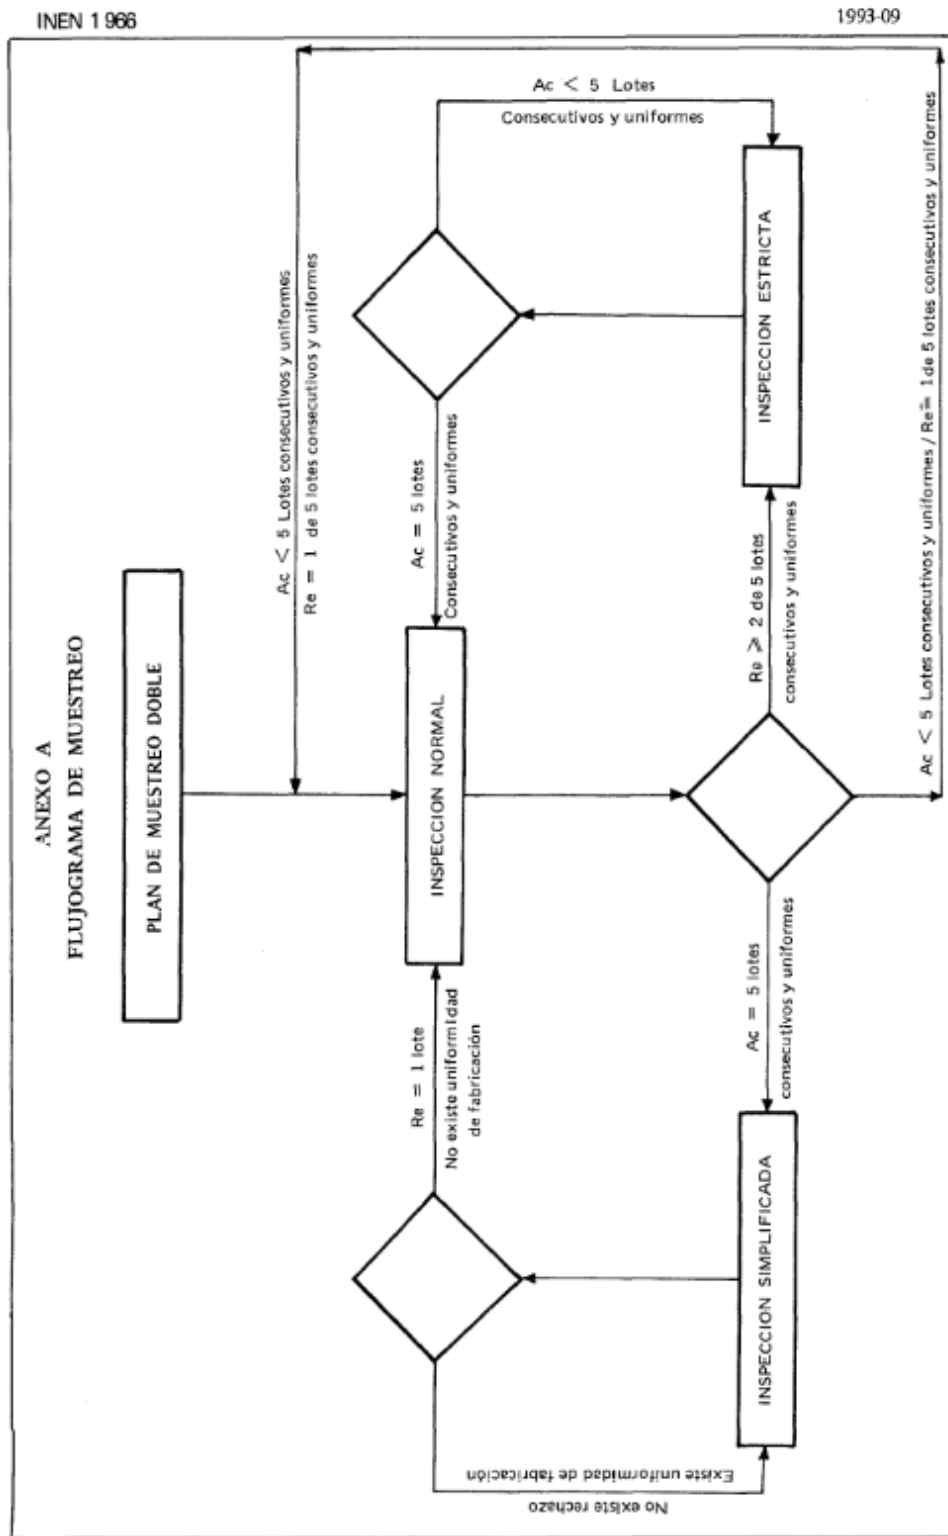 INEN 1 966
1993-09
ANEXO A
FLUJOGRAMA DE MUESTREO
PLAN DE MUESTREO DOBLE
Ac < 5 Lotes consecutivos y uniformes
Re = 1 de 5 lotes consecutivos y uniformes
Re = 1 lote
No existe uniformidad
de fabricación
INSPECCION NORMAL
Ac = 5 lotes
Consecutivos y uniformes
Ac < 5 Lotes
Consecutivos y uniformes
No existe rechazo
Existe uniformidad de fabricación
INSPECCION SIMPLIFICADA
Ac = 5 lotes
consecutivos y uniformes
Re ⩾ 2 de 5 lotes
consecutivos y uniformes
INSPECCION ESTRICTA
Ac < 5 Lotes consecutivos y uniformes / Re = 1 de 5 lotes consecutivos y uniformes